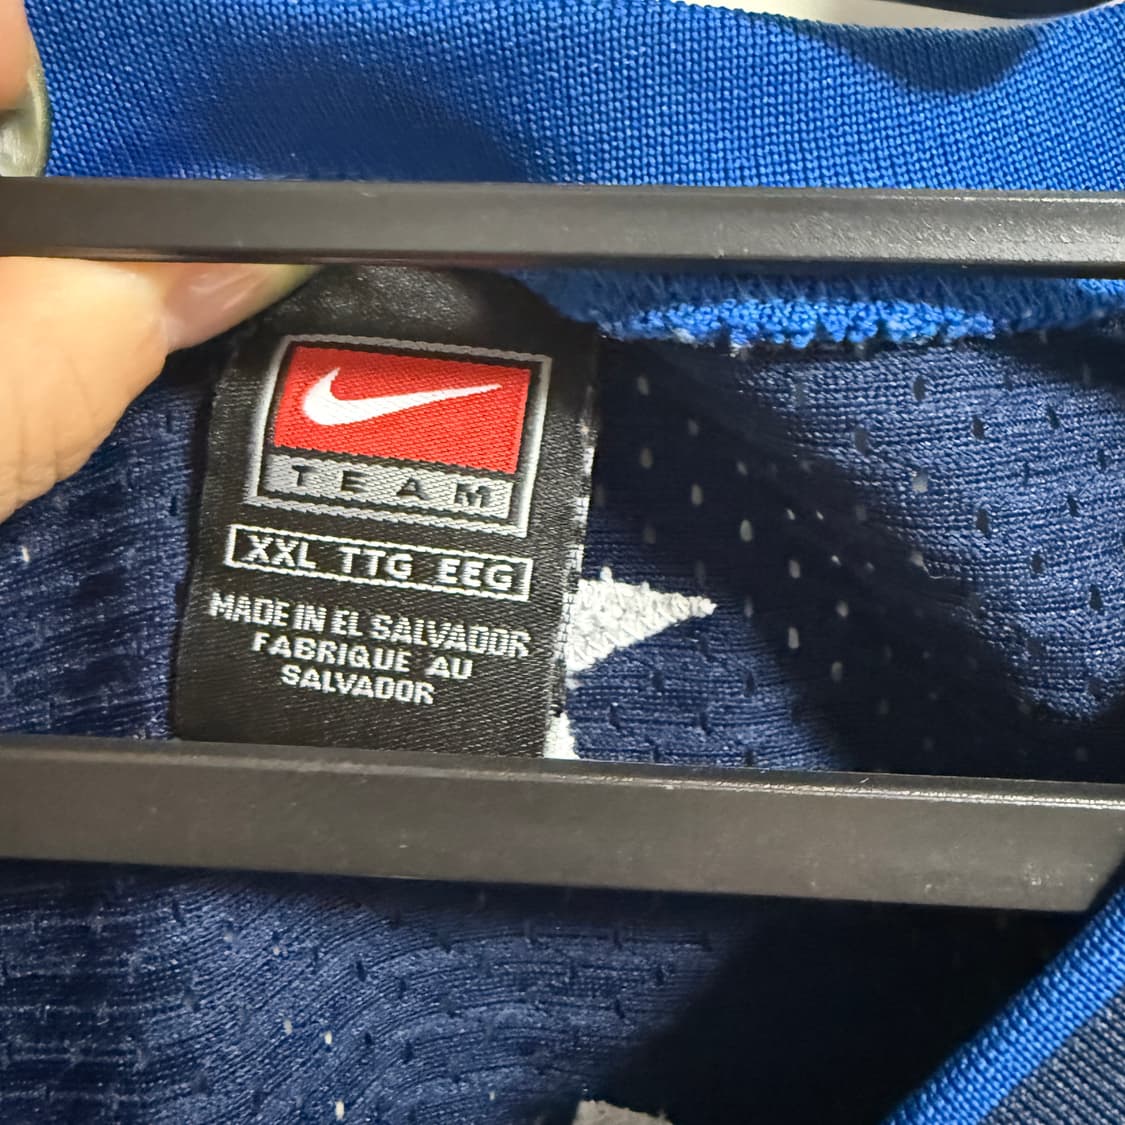 TEAM
XXL TTG EEG
MADE IN EL SALVADOR
FABRIQUE AU
SALVADOR